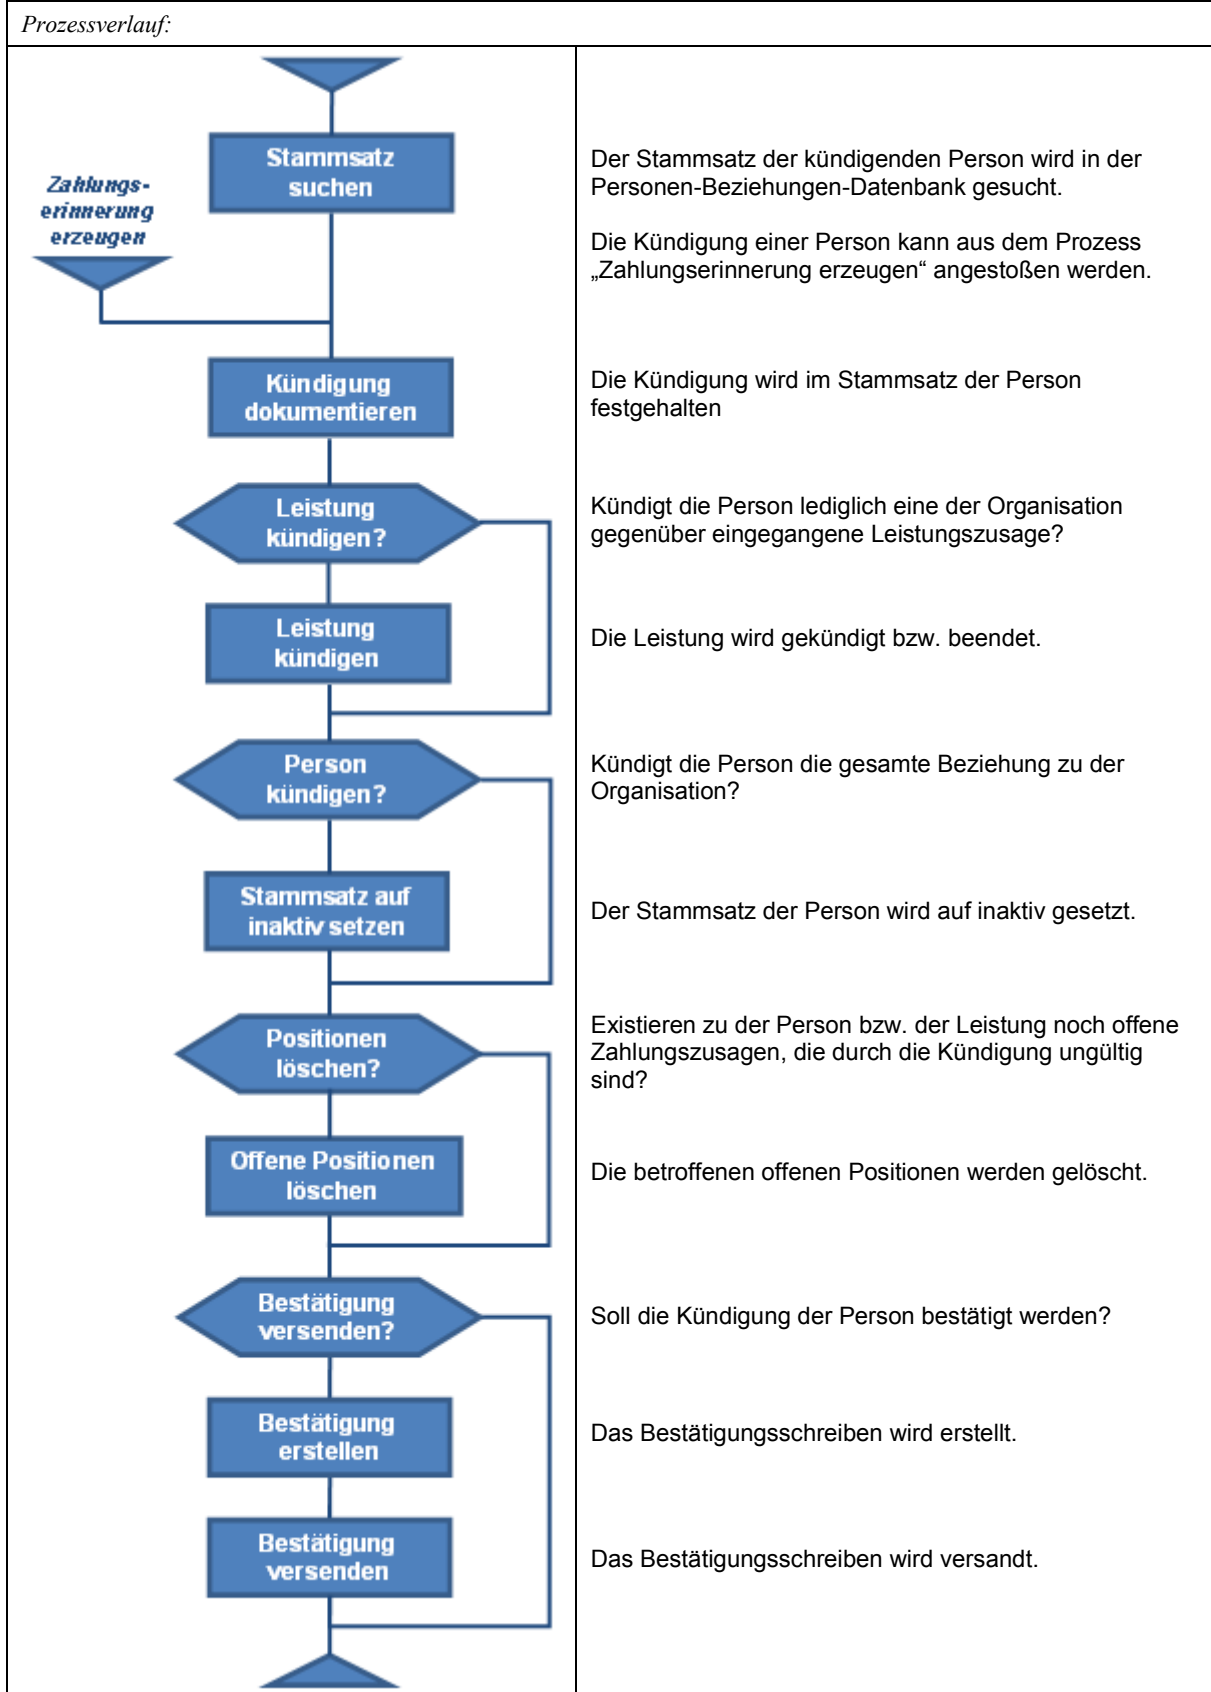 Prozessverlauf:
Stammsatz
suchen
Der Stammsatz der kündigenden Person wird in der
Personen-Beziehungen-Datenbank gesucht.
Zahlungs-
erinnerung
erzeugen
Die Kündigung einer Person kann aus dem Prozess
„Zahlungserinnerung erzeugen“ angestoßen werden.
Kündigung
dokumentieren
Die Kündigung wird im Stammsatz der Person
festgehalten
Leistung
kündigen?
Kündigt die Person lediglich eine der Organisation
gegenüber eingegangene Leistungszusage?
Leistung
kündigen
Die Leistung wird gekündigt bzw. beendet.
Person
kündigen?
Kündigt die Person die gesamte Beziehung zu der
Organisation?
Stammsatz auf
inaktiv setzen
Der Stammsatz der Person wird auf inaktiv gesetzt.
Positionen
löschen?
Existieren zu der Person bzw. der Leistung noch offene
Zahlungszusagen, die durch die Kündigung ungültig
sind?
Offene Positionen
löschen
Die betroffenen offenen Positionen werden gelöscht.
Bestätigung
versenden?
Soll die Kündigung der Person bestätigt werden?
Bestätigung
erstellen
Das Bestätigungsschreiben wird erstellt.
Bestätigung
versenden
Das Bestätigungsschreiben wird versandt.